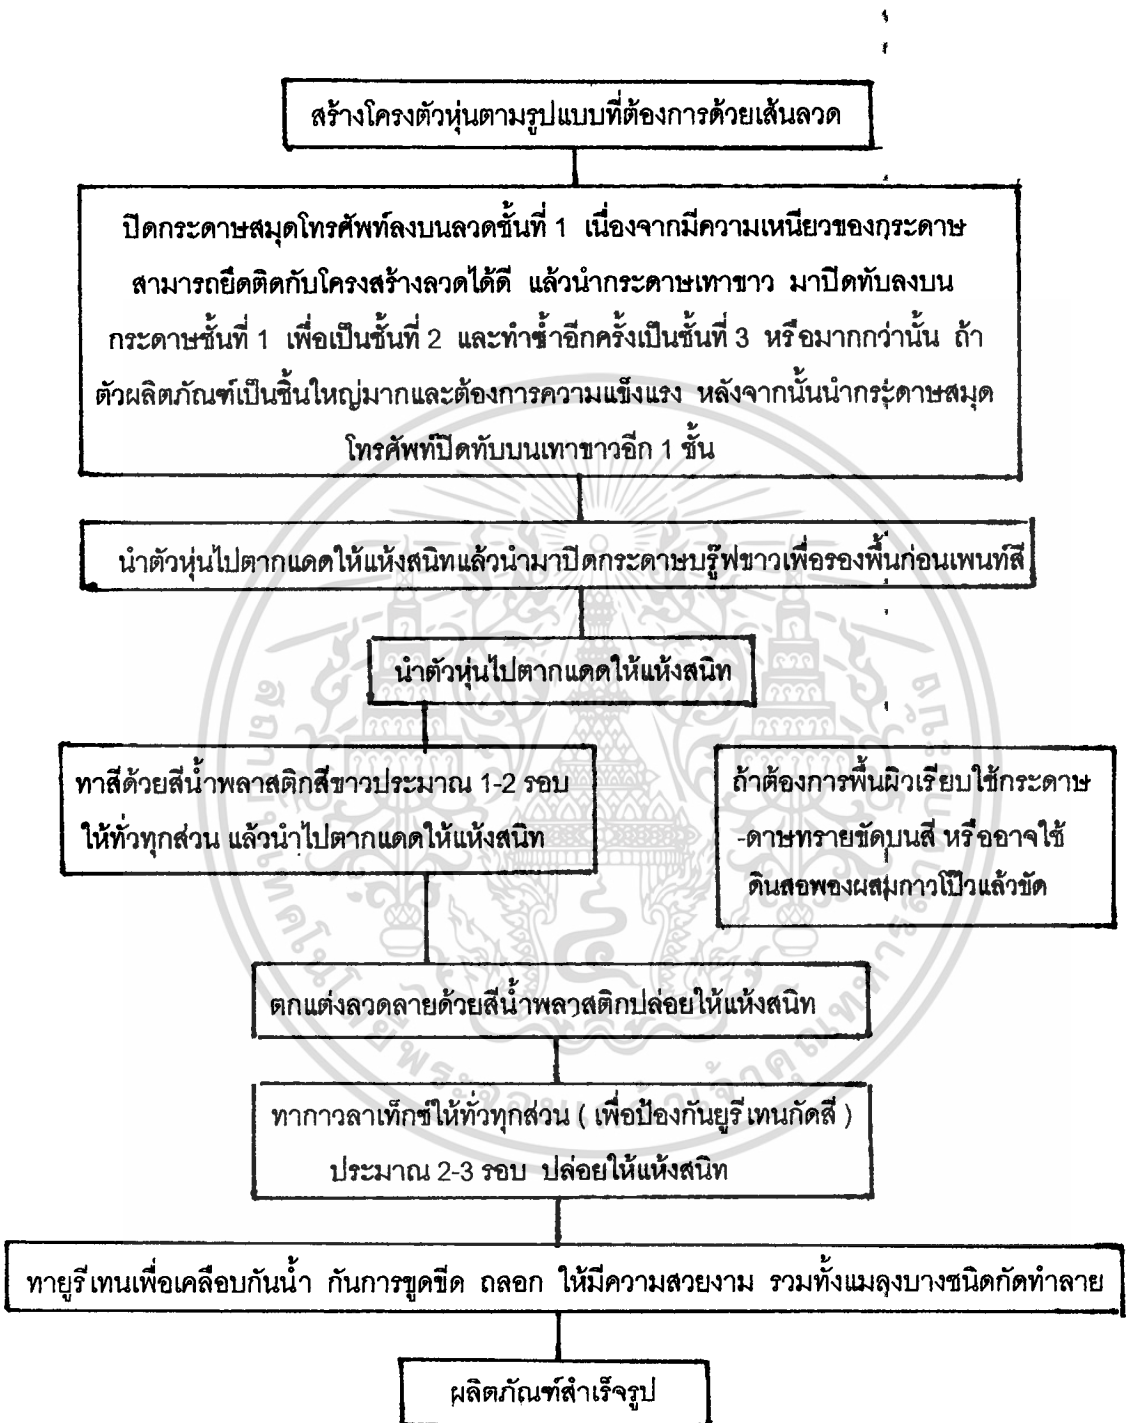 สร้างโครงตัวหุ่นตามรูปแบบที่ต้องการด้วยเส้นลวด
ปิดกระดาษสมุดโทรศัพท์ลงบนลวดชั้นที่ 1 เนื่องจากมีความเหนียวของกระดาษ
สามารถยึดติดกับโครงสร้างลวดได้ดี แล้วนำกระดาษเทาขาว มาปิดทับลงบน
กระดาษชั้นที่ 1 เพื่อเป็นชั้นที่ 2 และทำซ้ำอีกครั้งเป็นชั้นที่ 3 หรือมากกว่านั้น ถ้า
ตัวผลิตภัณฑ์เป็นชิ้นใหญ่มากและต้องการความแข็งแรง หลังจากนั้นนำกระดาษสมุด
โทรศัพท์ปิดทับบนเทาขาวอีก 1 ชั้น
นำตัวหุ่นไปตากแดดให้แห้งสนิทแล้วนำมาปิดกระดาษบรู๊ฟขาวเพื่อรองพื้นก่อนเพนท์สี
นำตัวหุ่นไปตากแดดให้แห้งสนิท
ทาสีด้วยสีน้ำพลาสติกสีขาวประมาณ 1-2 รอบ
ให้ทั่วทุกส่วน แล้วนำไปตากแดดให้แห้งสนิท
ถ้าต้องการพื้นผิวเรียบใช้กระดาษ
-ดาษทรายขัดบนสี หรืออาจใช้
ดินสอพองผสมกาวโป๊วแล้วขัด
ตกแต่งลวดลายด้วยสีน้ำพลาสติกปล่อยให้แห้งสนิท
ทากาวลาเท็กซ์ให้ทั่วทุกส่วน ( เพื่อป้องกันยูรีเทนกัดสี )
ประมาณ 2-3 รอบ ปล่อยให้แห้งสนิท
ทายูรีเทนเพื่อเคลือบกันน้ำ กันการขูดขีด ถลอก ให้มีความสวยงาม รวมทั้งแมลงบางชนิดกัดทำลาย
ผลิตภัณฑ์สำเร็จรูป